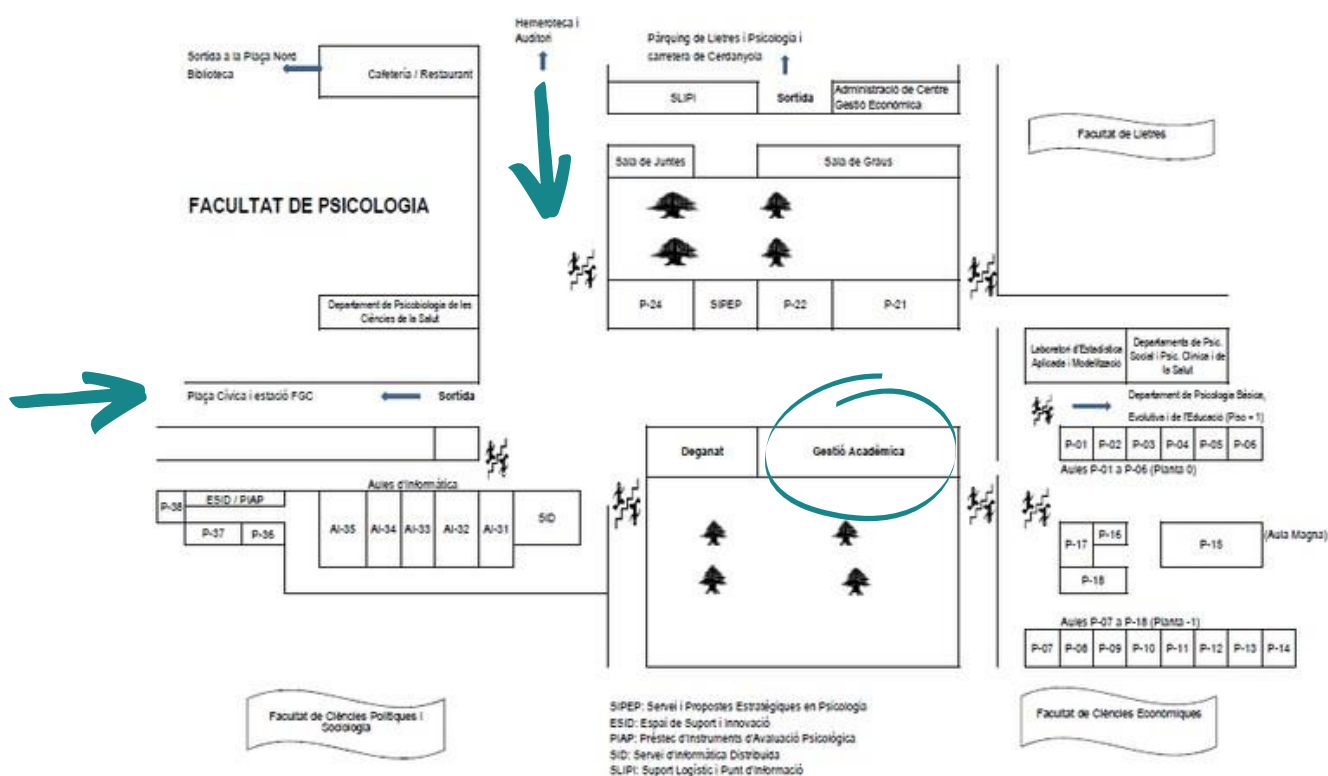 Hemeroteca i
Auditori
Sortida a la Plaça Nord
Biblioteca
Cafeteria / Restaurant
Pàrquing de Lletres i Psicologia i
carretera de Cerdanyola
SLIPI
Sortida
Administració de Centre
Gestió Econòmica
Facultat de Lletres
Sala de Juntes
Sala de Graus
FACULTAT DE PSICOLOGIA
P-24
SIPEP
P-22
P-21
Departament de Psicobiologia de les
Ciències de la Salut
Laboratori d'Estadística
Aplicada i Modelització
Departaments de Psic.
Social i Psic. Clínica i de
la Salut
Plaça Cívica i estació FGC
Sortida
Departament de Psicologia Bàsica,
Evolutiva i de l'Educació (Pise - 1)
P-01
P-02
P-03
P-04
P-05
P-06
Aules P-01 a P-06 (Planta 0)
Deganat
Gestió Acadèmica
Aules d'Informàtica
P-38
ESID / PIAP
P-37
P-36
AI-35
AI-34
AI-33
AI-32
AI-31
SID
P-17
P-16
P-18
P-15
(Aula Magna)
Aules P-07 a P-18 (Planta -1)
P-07
P-08
P-09
P-10
P-11
P-12
P-13
P-14
Facultat de Ciències Polítiques i
Sociologia
SIPEP: Servei i Propostes Estratègiques en Psicologia
ESID: Espai de Suport i Innovació
PIAP: Préstec d'Instruments d'Avaluació Psicològica
SID: Servei d'Informàtica Distribuïda
SLIPI: Suport Logístic i Punt d'Informació
Facultat de Ciències Econòmiques